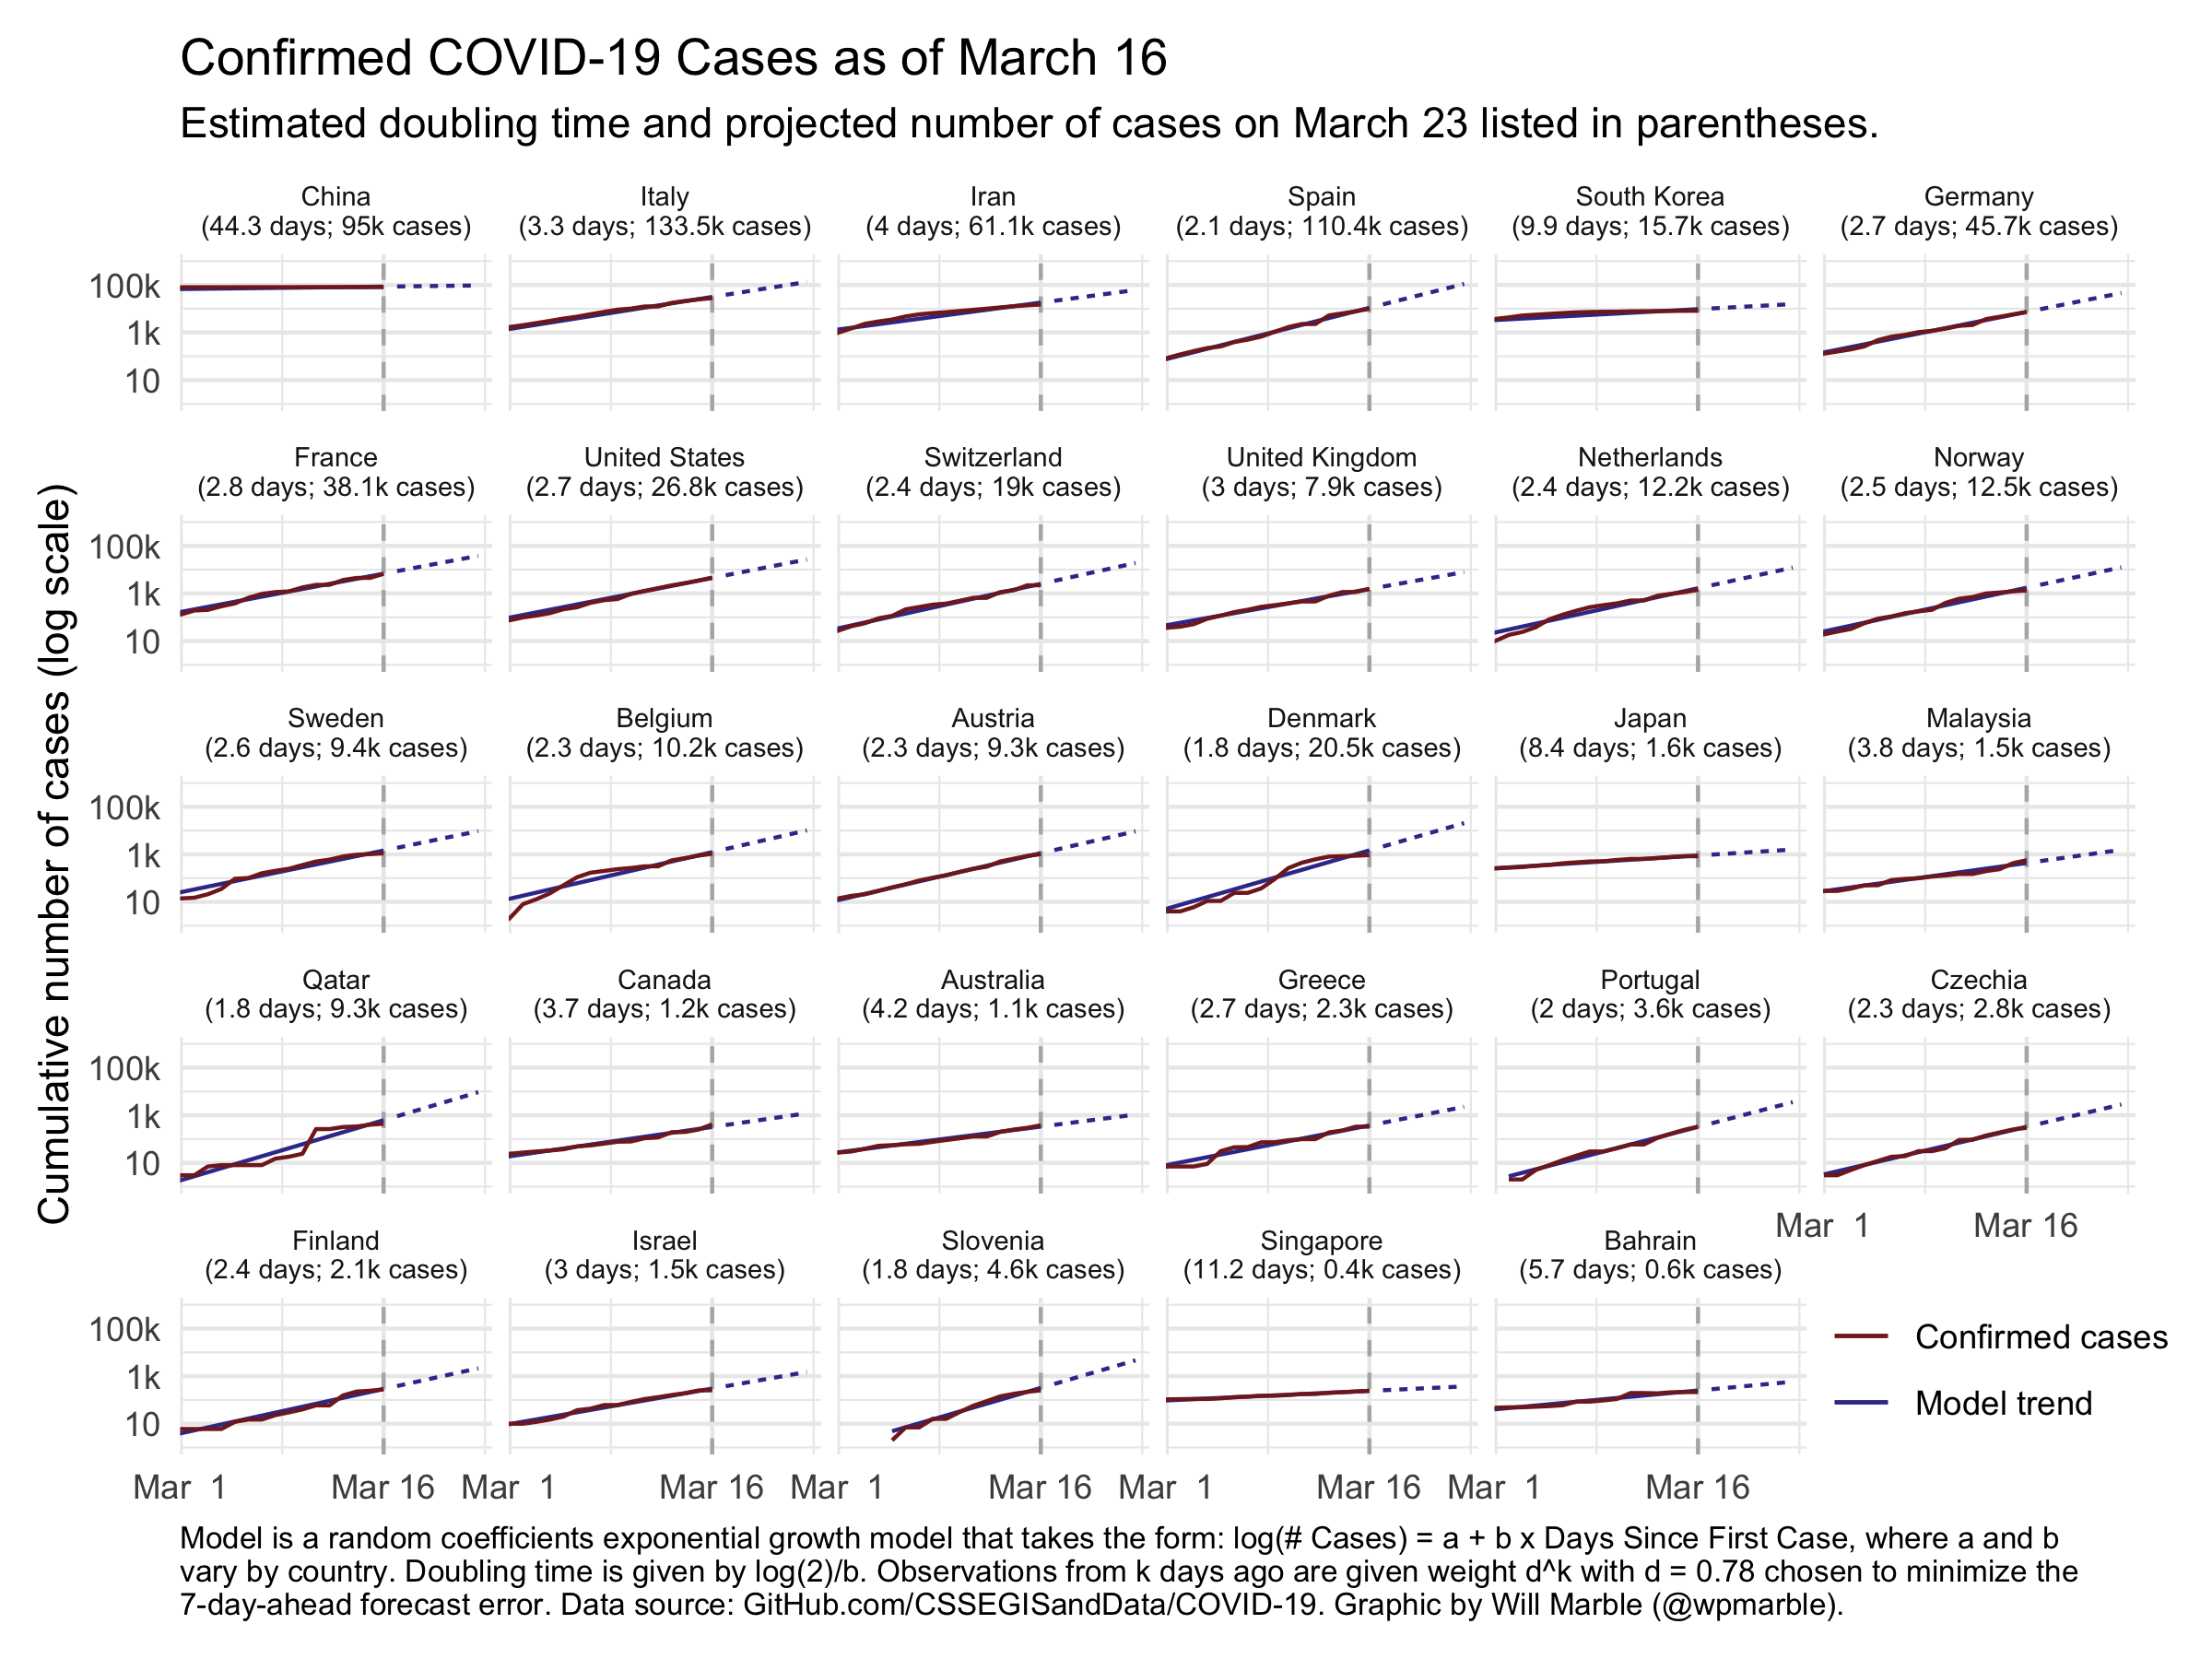 Confirmed COVID-19 Cases as of March 16
Estimated doubling time and projected number of cases on March 23 listed in parentheses.
China
(44.3 days; 95k cases)
Italy
(3.3 days; 133.5k cases)
Iran
(4 days; 61.1k cases)
Spain
(2.1 days; 110.4k cases)
South Korea
(9.9 days; 15.7k cases)
Germany
(2.7 days; 45.7k cases)
100k
1k
10
France
(2.8 days; 38.1k cases)
United States
(2.7 days; 26.8k cases)
Switzerland
(2.4 days; 19k cases)
United Kingdom
(3 days; 7.9k cases)
Netherlands
(2.4 days; 12.2k cases)
Norway
(2.5 days; 12.5k cases)
100k
1k
10
Cumulative number of cases (log scale)
Sweden
(2.6 days; 9.4k cases)
Belgium
(2.3 days; 10.2k cases)
Austria
(2.3 days; 9.3k cases)
Denmark
(1.8 days; 20.5k cases)
Japan
(8.4 days; 1.6k cases)
Malaysia
(3.8 days; 1.5k cases)
100k
1k
10
Qatar
(1.8 days; 9.3k cases)
Canada
(3.7 days; 1.2k cases)
Australia
(4.2 days; 1.1k cases)
Greece
(2.7 days; 2.3k cases)
Portugal
(2 days; 3.6k cases)
Czechia
(2.3 days; 2.8k cases)
100k
1k
10
Mar 1
Mar 16
Finland
(2.4 days; 2.1k cases)
Israel
(3 days; 1.5k cases)
Slovenia
(1.8 days; 4.6k cases)
Singapore
(11.2 days; 0.4k cases)
Bahrain
(5.7 days; 0.6k cases)
100k
1k
10
Confirmed cases
Model trend
Mar 1
Mar 16
Mar 1
Mar 16
Mar 1
Mar 16
Mar 1
Mar 16
Mar 1
Mar 16
Model is a random coefficients exponential growth model that takes the form: log(# Cases) = a + b x Days Since First Case, where a and b
vary by country. Doubling time is given by log(2)/b. Observations from k days ago are given weight d^k with d = 0.78 chosen to minimize the
7-day-ahead forecast error. Data source: GitHub.com/CSSEGISandData/COVID-19. Graphic by Will Marble (@wpmarble).